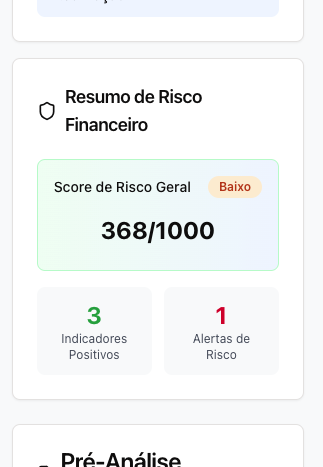 Resumo de Risco
Financeiro
Score de Risco Geral
Baixo
368/1000
3
Indicadores
Positivos
1
Alertas de
Risco
Pré-Análise